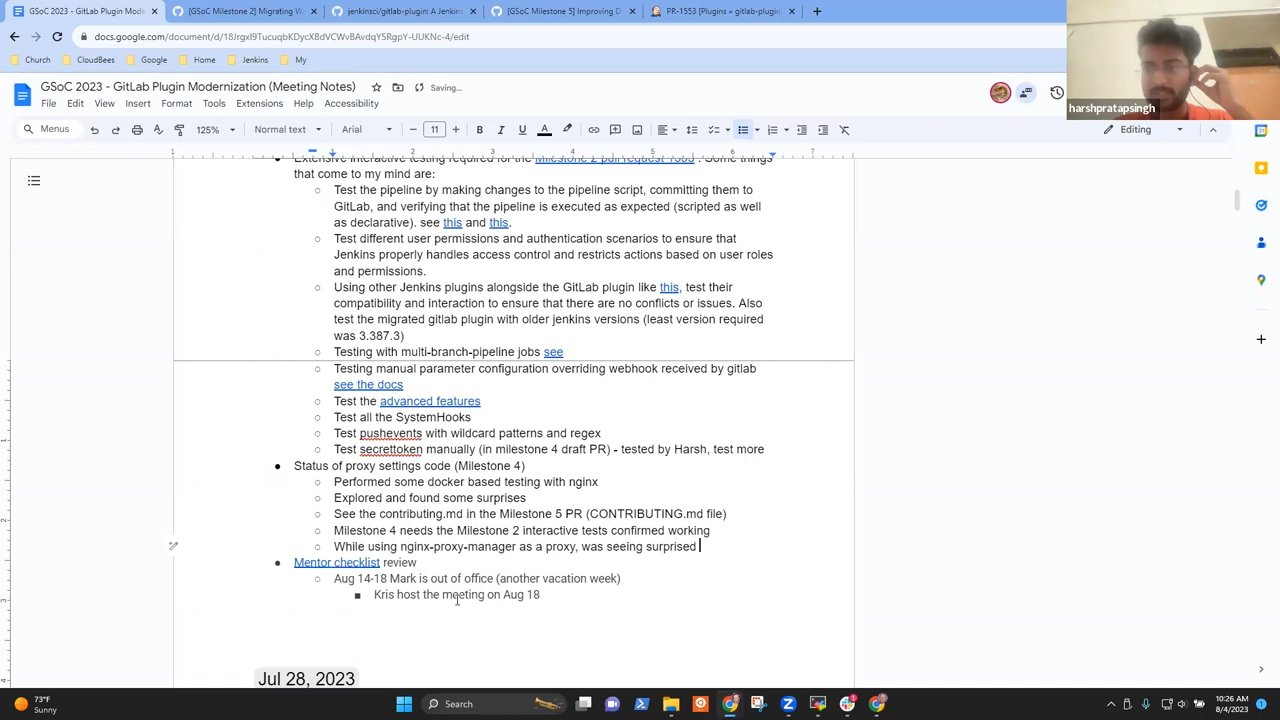 GSoC 2023 - GitLab Plugin Mod
[GSoC Milestone 2] Migrating W
jenkinsci/gitlab-plugin: A Jenkins
[GSoC Milestone 5] Improving D
PR-1553 [Plugins » gitlab-plugin]
docs.google.com/document/d/18JrgxI9TucuqbKDycXBdVCWvBAvdqY5RgpY-UUKNc-4/edit
Church CloudBees Google Home Jenkins My
harshpratapsingh
GSoC 2023 - GitLab Plugin Modernization (Meeting Notes) Saving...
File Edit View Insert Format Tools Extensions Help Accessibility
Menus 125% Normal text Arial 11 Editing
1 1 2 3 4 5 6 7
Extensive interactive testing required for the Milestone 2 pull request 1553 . Some things
that come to my mind are:
Test the pipeline by making changes to the pipeline script, committing them to
GitLab, and verifying that the pipeline is executed as expected (scripted as well
as declarative). see this and this.
Test different user permissions and authentication scenarios to ensure that
Jenkins properly handles access control and restricts actions based on user roles
and permissions.
Using other Jenkins plugins alongside the GitLab plugin like this, test their
compatibility and interaction to ensure that there are no conflicts or issues. Also
test the migrated gitlab plugin with older jenkins versions (least version required
was 3.387.3)
Testing with multi-branch-pipeline jobs see
Testing manual parameter configuration overriding webhook received by gitlab
see the docs
Test the advanced features
Test all the SystemHooks
Test pushevents with wildcard patterns and regex
Test secrettoken manually (in milestone 4 draft PR) - tested by Harsh, test more
Status of proxy settings code (Milestone 4)
Performed some docker based testing with nginx
Explored and found some surprises
See the contributing.md in the Milestone 5 PR (CONTRIBUTING.md file)
Milestone 4 needs the Milestone 2 interactive tests confirmed working
While using nginx-proxy-manager as a proxy, was seeing surprised
Mentor checklist review
Aug 14-18 Mark is out of office (another vacation week)
Kris host the meeting on Aug 18
Jul 28, 2023
73°F
Sunny
Search
10:26 AM
8/4/2023